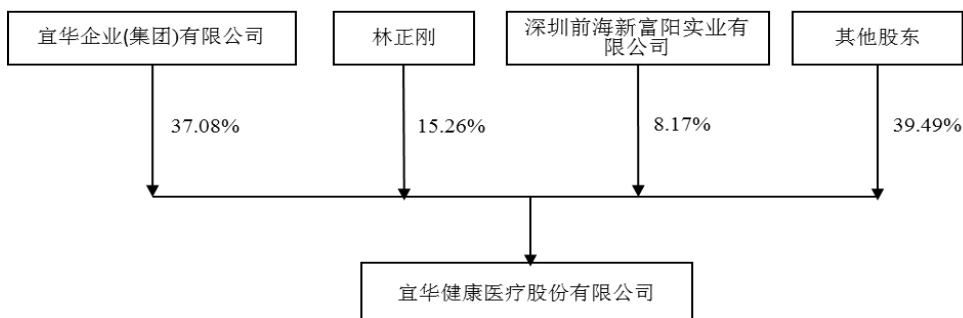 宜华企业(集团)有限公司
林正刚
深圳前海新富阳实业有
限公司
其他股东
37.08%
15.26%
8.17%
39.49%
宜华健康医疗股份有限公司